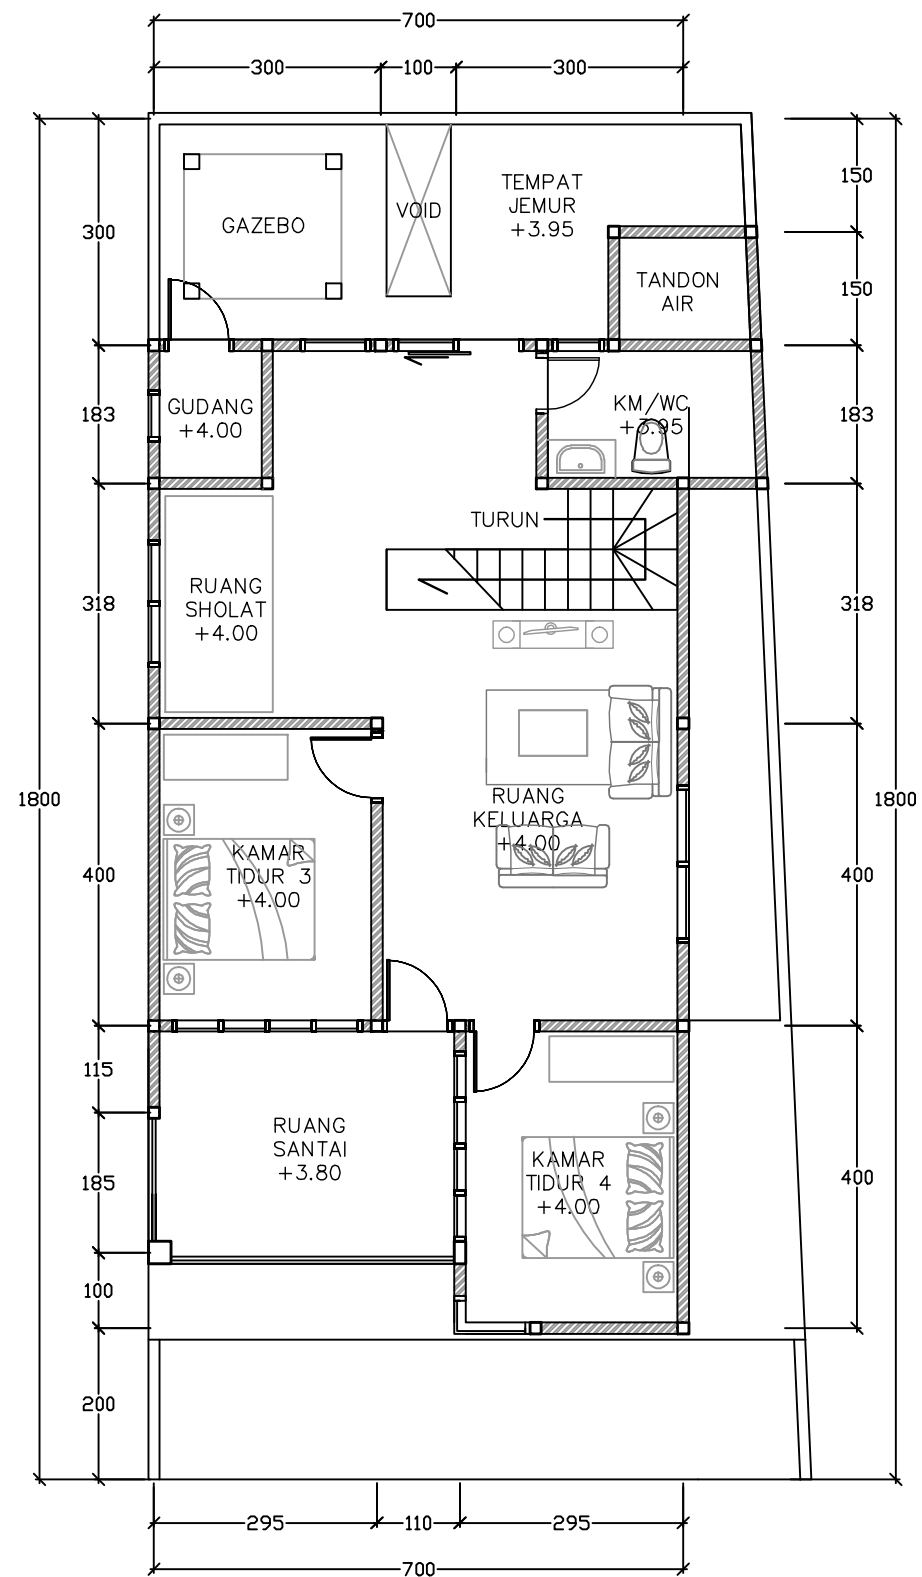 700
300
100
300
150
TEMPAT
JEMUR
+3.95
VOID
GAZEBO
300
TANDON
AIR
150
GUDANG
+4.00
KM/WC
+3.95
183
183
TURUN
RUANG
SHOLAT
+4.00
318
318
1800
1800
RUANG
KELUARGA
+4.00
KAMAR
TIDUR 3
+4.00
400
400
115
RUANG
SANTAI
+3.80
KAMAR
TIDUR 4
+4.00
185
400
100
200
295
110
295
700